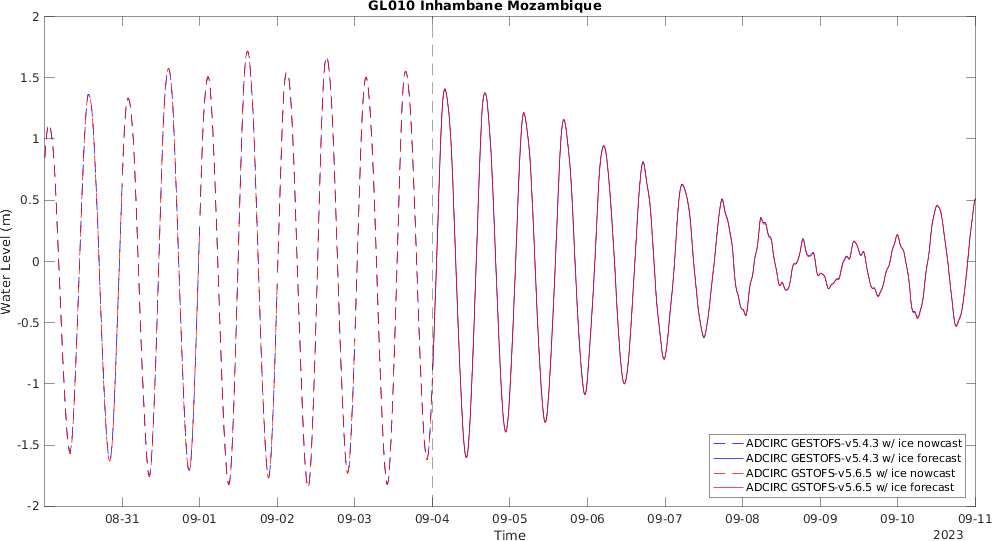 GL010 Inhambane Mozambique
2
1.5
1
0.5
0
-0.5
-1
-1.5
-2
Water Level (m)
ADCIRC GESTOFS-v5.4.3 w/ ice nowcast
ADCIRC GESTOFS-v5.4.3 w/ ice forecast
ADCIRC GSTOFS-v5.6.5 w/ ice nowcast
ADCIRC GSTOFS-v5.6.5 w/ ice forecast
08-31 09-01 09-02 09-03 09-04 09-05 09-06 09-07 09-08 09-09 09-10 09-11
Time
2023